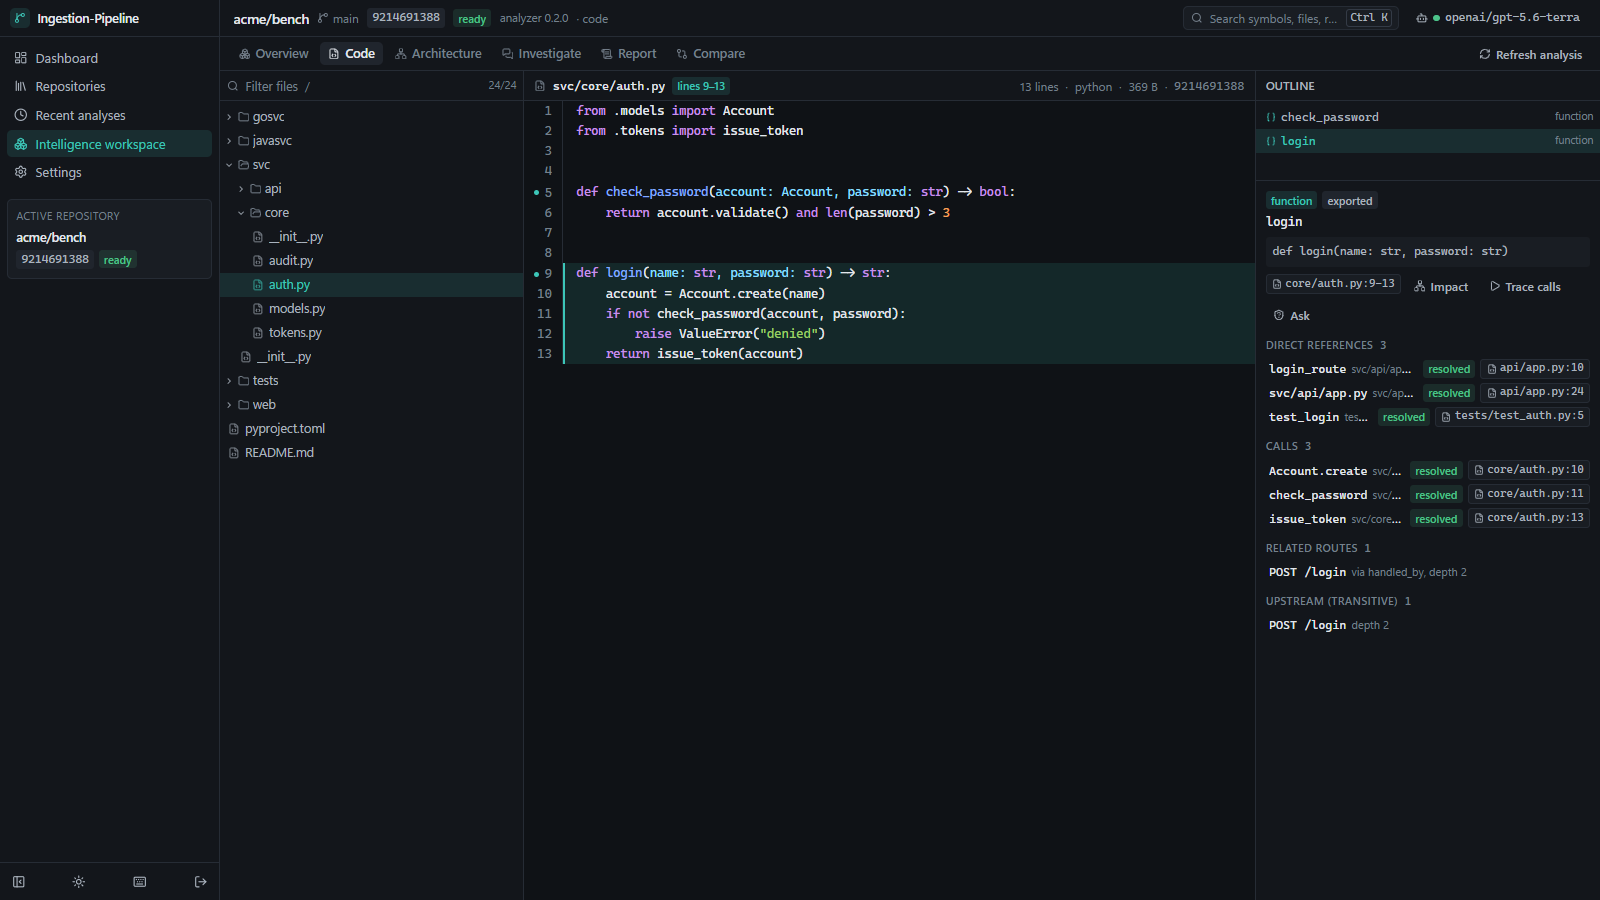 Ingestion-Pipeline
Dashboard
Repositories
Recent analyses
Intelligence workspace
Settings
ACTIVE REPOSITORY
acme/bench
9214691388 ready
acme/bench main 9214691388 ready analyzer 0.2.0 · code
Search symbols, files, r... Ctrl K openai/gpt-5.6-terra
Overview Code Architecture Investigate Report Compare Refresh analysis
Filter files / 24/24
gosvc
javasvc
svc
api
core
__init__.py
audit.py
auth.py
models.py
tokens.py
__init__.py
tests
web
pyproject.toml
README.md
svc/core/auth.py lines 9–13 13 lines · python · 369 B · 9214691388
1 from .models import Account
2 from .tokens import issue_token
3
4
5 def check_password(account: Account, password: str) -> bool:
6 return account.validate() and len(password) > 3
7
8
9 def login(name: str, password: str) -> str:
10 account = Account.create(name)
11 if not check_password(account, password):
12 raise ValueError("denied")
13 return issue_token(account)
OUTLINE
check_password function
login function
function exported
login
def login(name: str, password: str)
core/auth.py:9–13 Impact Trace calls
Ask
DIRECT REFERENCES 3
login_route svc/api/ap... resolved api/app.py:10
svc/api/app.py svc/ap... resolved api/app.py:24
test_login tes... resolved tests/test_auth.py:5
CALLS 3
Account.create svc/... resolved core/auth.py:10
check_password svc/... resolved core/auth.py:11
issue_token svc/core... resolved core/auth.py:13
RELATED ROUTES 1
POST /login via handled_by, depth 2
UPSTREAM (TRANSITIVE) 1
POST /login depth 2